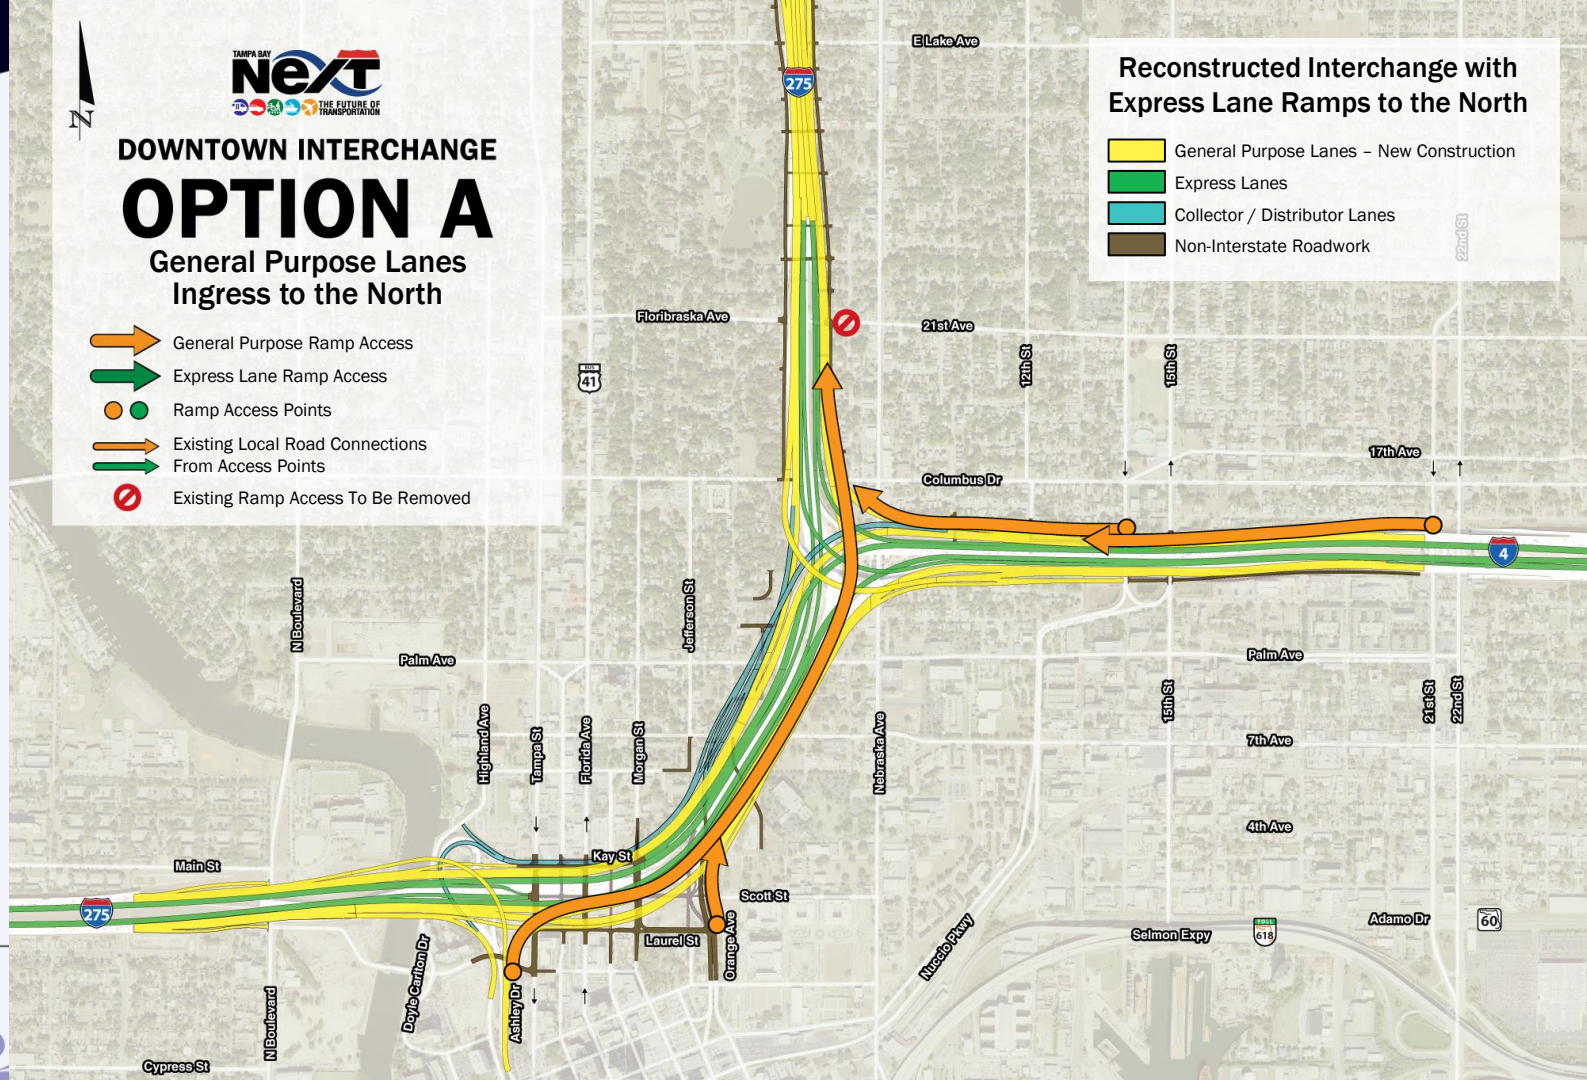 TAMPA BAY
NeXT
THE FUTURE OF
TRANSPORTATION
N
DOWNTOWN INTERCHANGE
OPTION A
General Purpose Lanes
Ingress to the North
General Purpose Ramp Access
Express Lane Ramp Access
Ramp Access Points
Existing Local Road Connections
From Access Points
Existing Ramp Access To Be Removed
Reconstructed Interchange with
Express Lane Ramps to the North
General Purpose Lanes – New Construction
Express Lanes
Collector / Distributor Lanes
Non-Interstate Roadwork
E Lake Ave
275
22nd St
Floribraska Ave
21st Ave
BUS
41
12th St
15th St
17th Ave
Columbus Dr
4
N Boulevard
Jefferson St
Palm Ave
Palm Ave
15th St
21st St
22nd St
Highland Ave
Tampa St
Florida Ave
Morgan St
Nebraska Ave
7th Ave
4th Ave
Main St
Kay St
Scott St
275
Laurel St
Orange Ave
Nuccio Pkwy
Selmon Expy
TOLL
618
Adamo Dr
60
Doyle Carlton Dr
Ashley Dr
N Boulevard
Cypress St